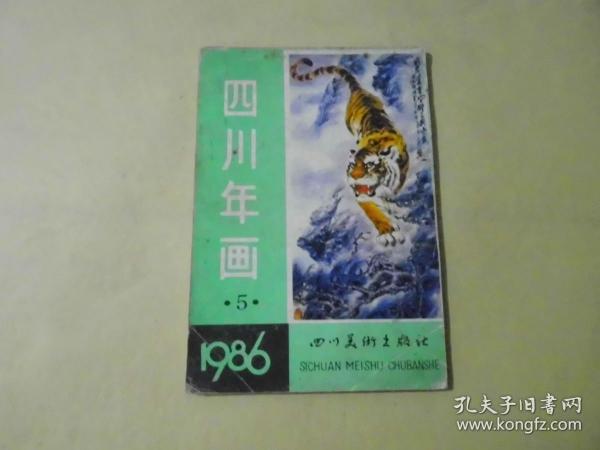 四川年画
·5·
1986
四川美術出版社
SICHUAN MEISHU CHUBANSHE
孔夫子旧书网
www.kongfz.com